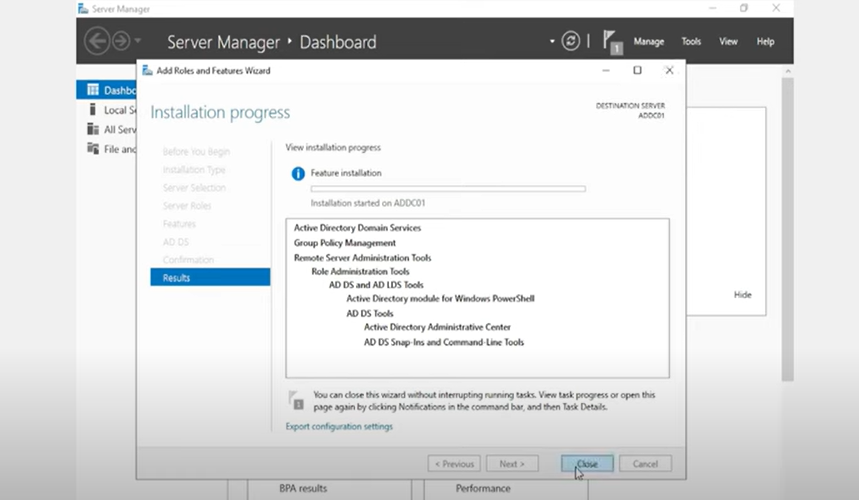 Server Manager
Server Manager • Dashboard
1
Manage
Tools
View
Help
Add Roles and Features Wizard
Installation progress
DESTINATION SERVER
ADDC01
Before You Begin
Installation Type
Server Selection
Server Roles
Features
AD DS
Confirmation
Results
View installation progress
Feature installation
Installation started on ADDC01
Active Directory Domain Services
Group Policy Management
Remote Server Administration Tools
Role Administration Tools
AD DS and AD LDS Tools
Active Directory module for Windows PowerShell
AD DS Tools
Active Directory Administrative Center
AD DS Snap-Ins and Command-Line Tools
1
You can close this wizard without interrupting running tasks. View task progress or open this
page again by clicking Notifications in the command bar, and then Task Details.
Export configuration settings
< Previous
Next >
Close
Cancel
Dashbo
Local Se
All Serv
File and
Hide
BPA results
Performance